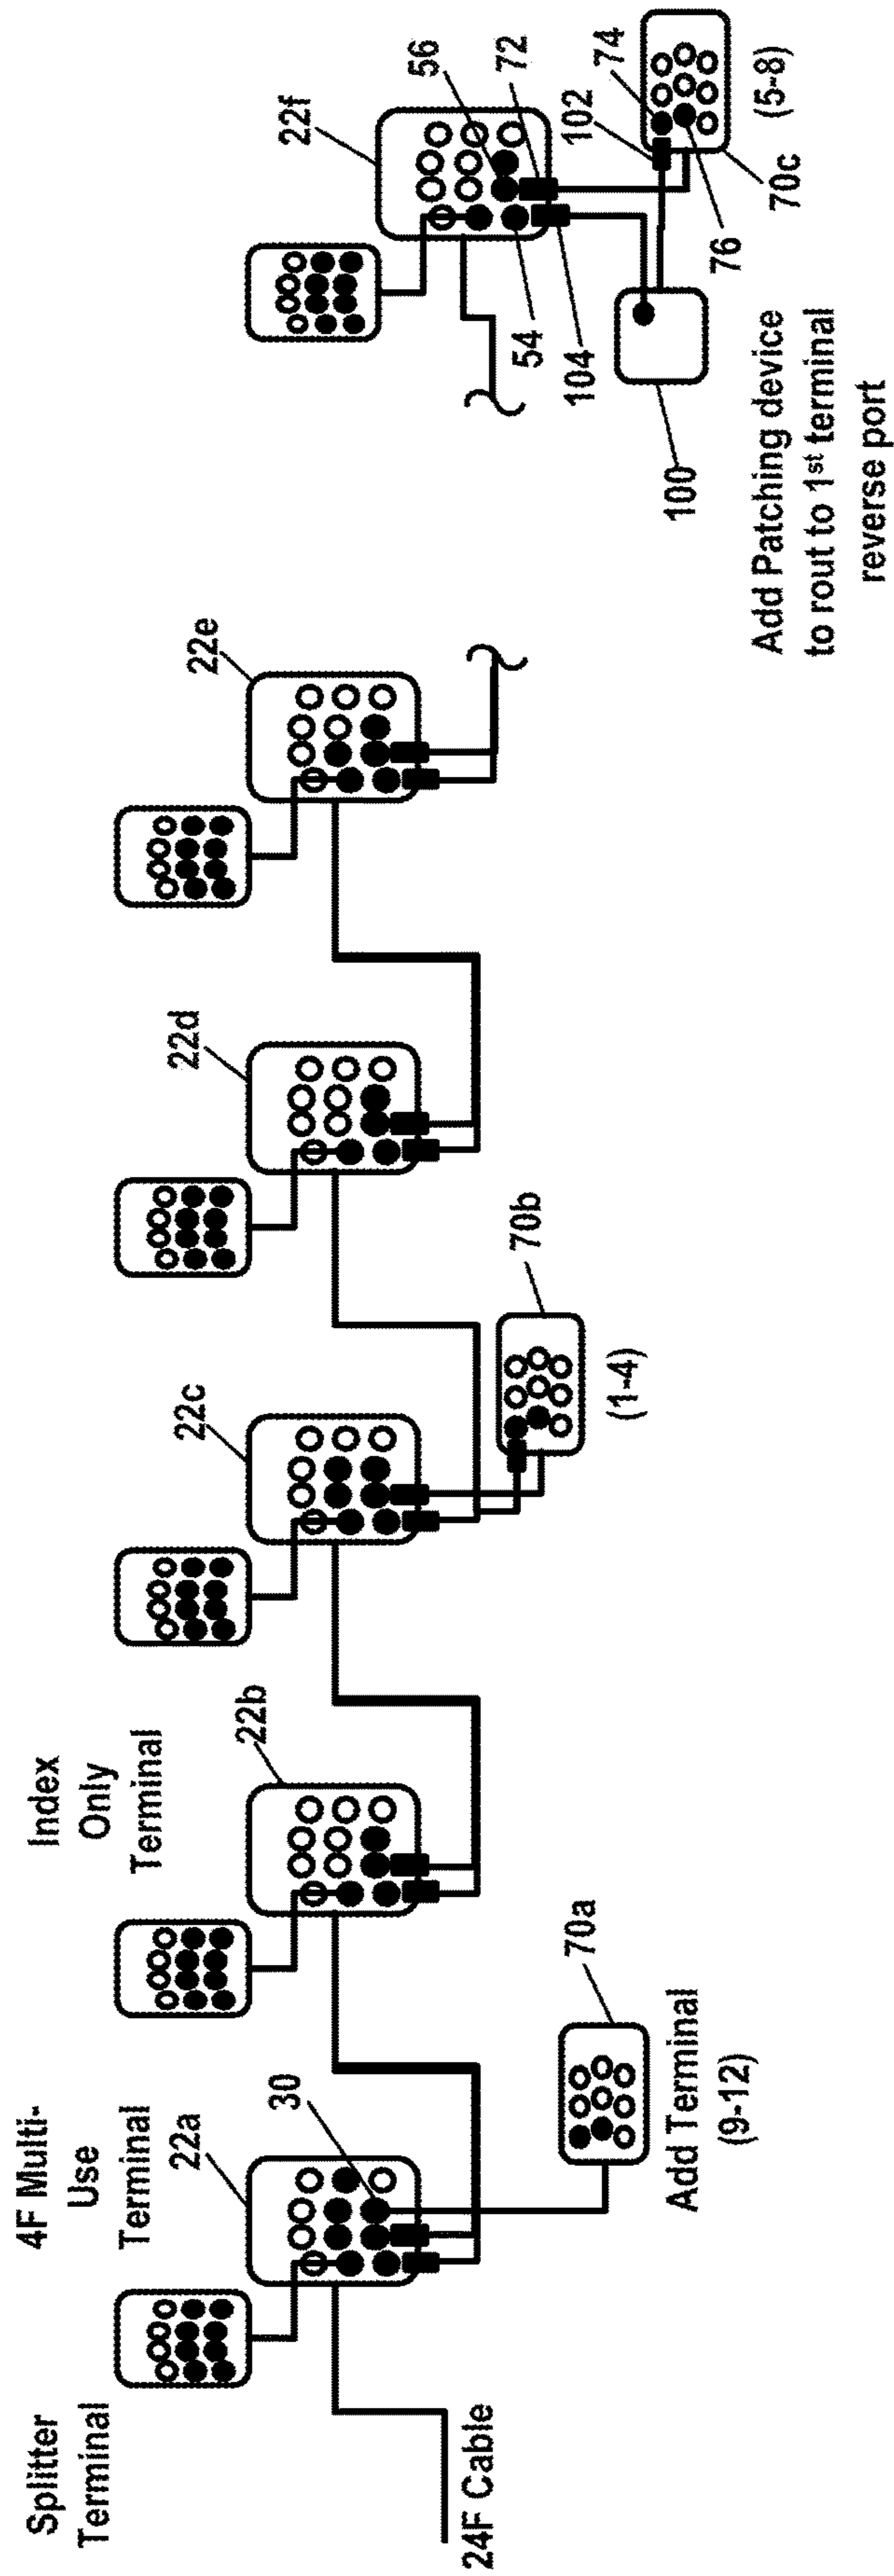 Splitter
Terminal
24F Cable
4F Multi-
Use
Terminal
22a
30
70a
Add Terminal
(9-12)
Index
Only
Terminal
22b
22c
70b
(1-4)
22d
22e
22f
56
72
102
74
(5-8)
70c
76
54
104
100
Add Patching device
to rout to 1st terminal
reverse port